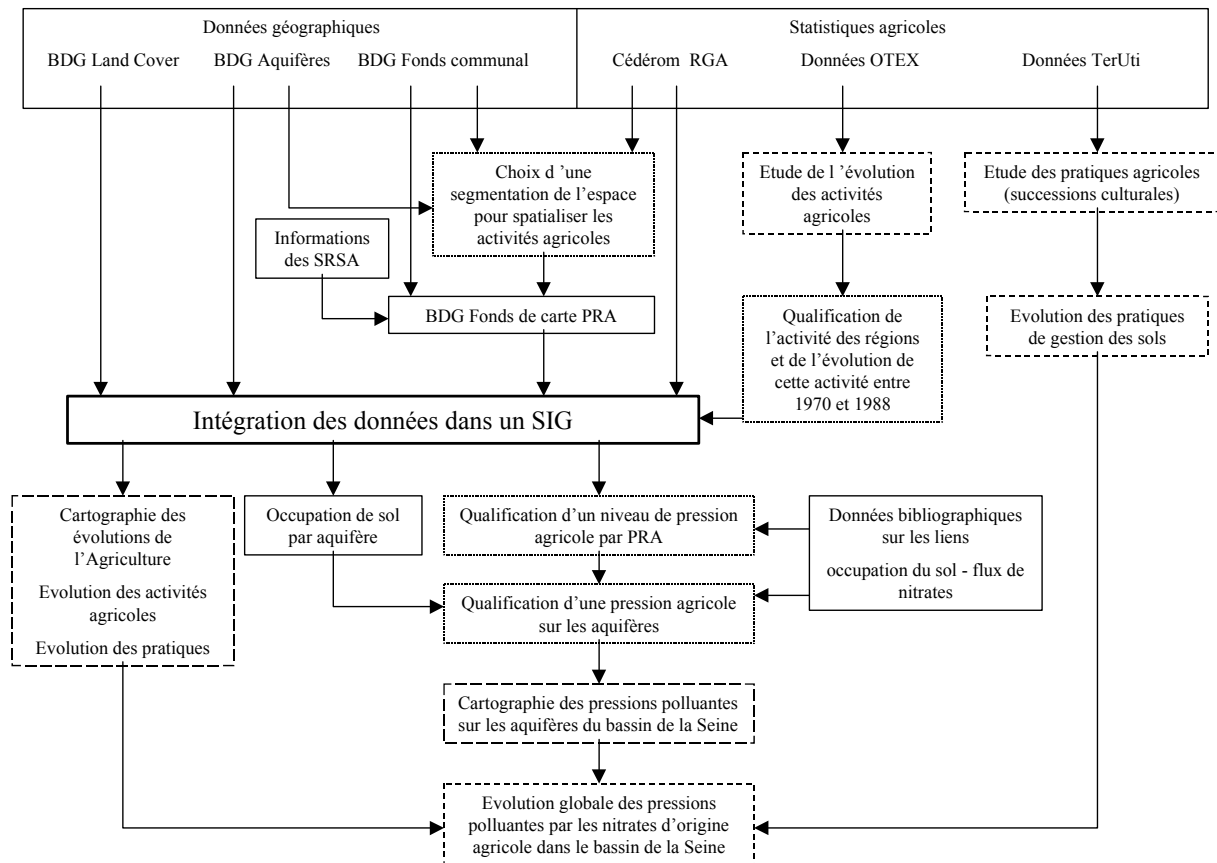 Données géographiques
Statistiques agricoles
BDG Land Cover
BDG Aquifères
BDG Fonds communal
Cédérom RGA
Données OTEX
Données TerUti
Choix d ’une
segmentation de l’espace
pour spatialiser les
activités agricoles
Etude de l ’évolution
des activités
agricoles
Etude des pratiques agricoles
(successions culturales)
Informations
des SRSA
BDG Fonds de carte PRA
Qualification de
l’activité des régions
et de l’évolution de
cette activité entre
1970 et 1988
Evolution des pratiques
de gestion des sols
Intégration des données dans un SIG
Cartographie des
évolutions de
l’Agriculture
Evolution des activités
agricoles
Evolution des pratiques
Occupation de sol
par aquifère
Qualification d’un niveau de pression
agricole par PRA
Données bibliographiques
sur les liens
occupation du sol - flux de
nitrates
Qualification d’une pression agricole
sur les aquifères
Cartographie des pressions polluantes
sur les aquifères du bassin de la Seine
Evolution globale des pressions
polluantes par les nitrates d’origine
agricole dans le bassin de la Seine